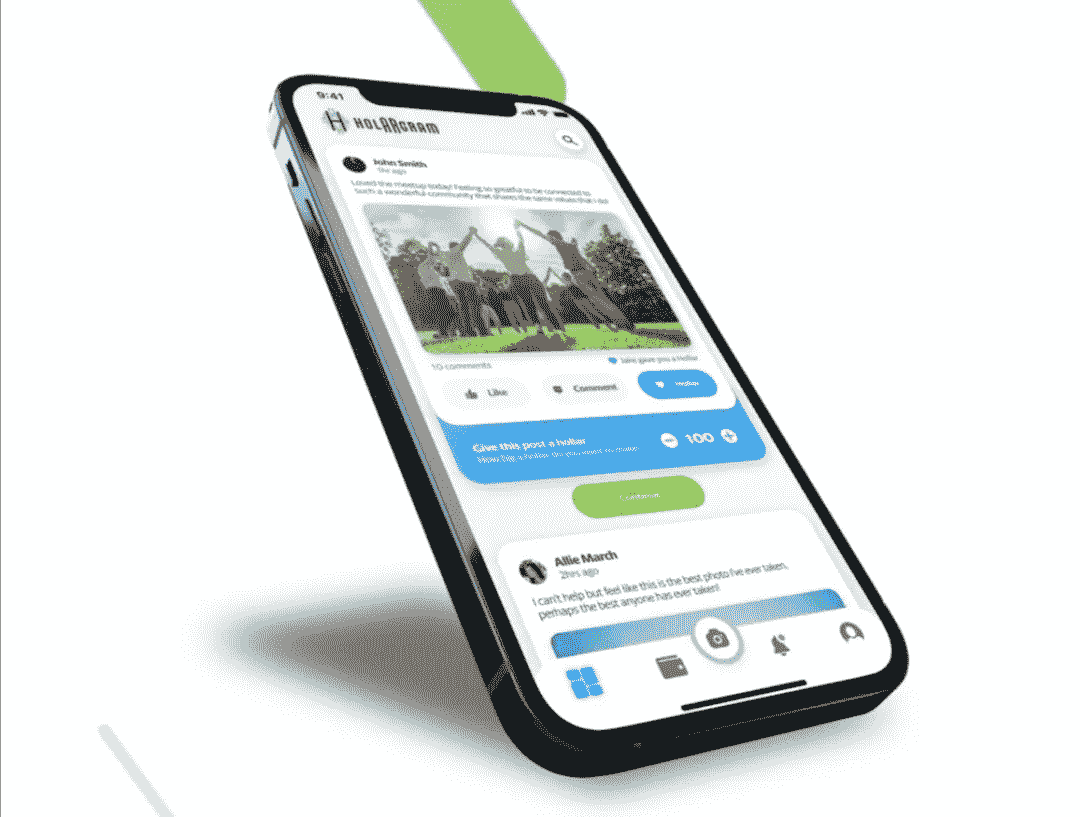 9:41
HOLARGRAM
John Smith
1hr ago
Loved the meetup today! Feeling so grateful to be connected to
such a wonderful community that shares the same values that I do!
10 comments
Jake gave you a Hollar
Like
Comment
Hollar
Give this post a hollar
How big a hollar do you want to make
100
Continue
Allie March
2hrs ago
I can't help but feel like this is the best photo I've ever taken,
perhaps the best anyone has ever taken!